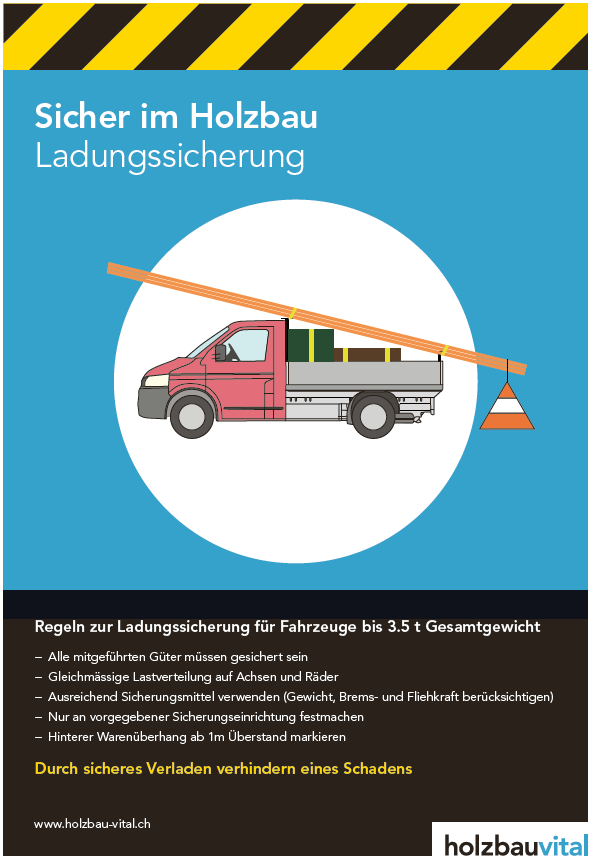 Sicher im Holzbau
Ladungssicherung
Regeln zur Ladungssicherung für Fahrzeuge bis 3.5 t Gesamtgewicht
– Alle mitgeführten Güter müssen gesichert sein
– Gleichmässige Lastverteilung auf Achsen und Räder
– Ausreichend Sicherungsmittel verwenden (Gewicht, Brems- und Fliehkraft berücksichtigen)
– Nur an vorgegebener Sicherungseinrichtung festmachen
– Hinterer Warenüberhang ab 1m Überstand markieren
Durch sicheres Verladen verhindern eines Schadens
www.holzbau-vital.ch
holzbauvital